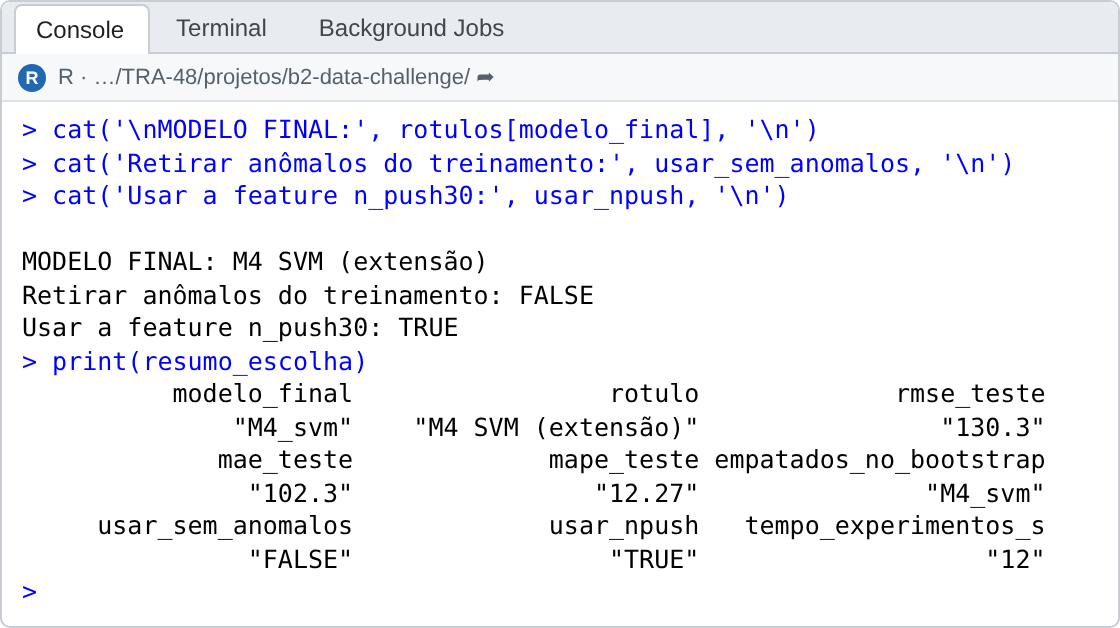 Console Terminal Background Jobs
R R · …/TRA-48/projetos/b2-data-challenge/ ➦
> cat('\nMODELO FINAL:', rotulos[modelo_final], '\n')
> cat('Retirar anômalos do treinamento:', usar_sem_anomalos, '\n')
> cat('Usar a feature n_push30:', usar_npush, '\n')

MODELO FINAL: M4 SVM (extensão)
Retirar anômalos do treinamento: FALSE
Usar a feature n_push30: TRUE
> print(resumo_escolha)
          modelo_final                 rotulo             rmse_teste
              "M4_svm"    "M4 SVM (extensão)"                "130.3"
             mae_teste             mape_teste empatados_no_bootstrap
               "102.3"                "12.27"               "M4_svm"
     usar_sem_anomalos             usar_npush   tempo_experimentos_s
               "FALSE"                 "TRUE"                   "12"
>